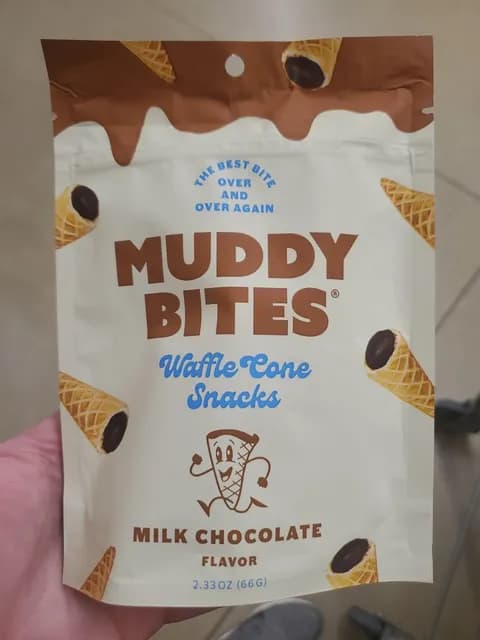 THE BEST BITE
OVER
AND
OVER AGAIN
MUDDY
BITES®
Waffle Cone
Snacks
MILK CHOCOLATE
FLAVOR
2.33 OZ (66G)